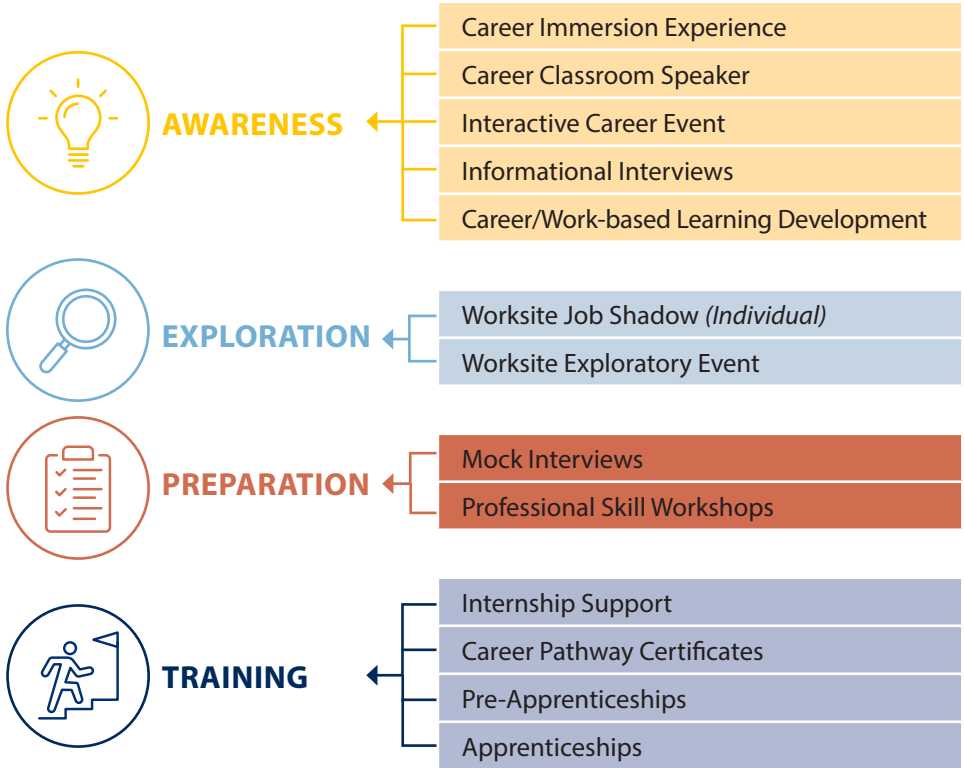 AWARENESS
Career Immersion Experience
Career Classroom Speaker
Interactive Career Event
Informational Interviews
Career/Work-based Learning Development
EXPLORATION
Worksite Job Shadow (Individual)
Worksite Exploratory Event
PREPARATION
Mock Interviews
Professional Skill Workshops
TRAINING
Internship Support
Career Pathway Certificates
Pre-Apprenticeships
Apprenticeships